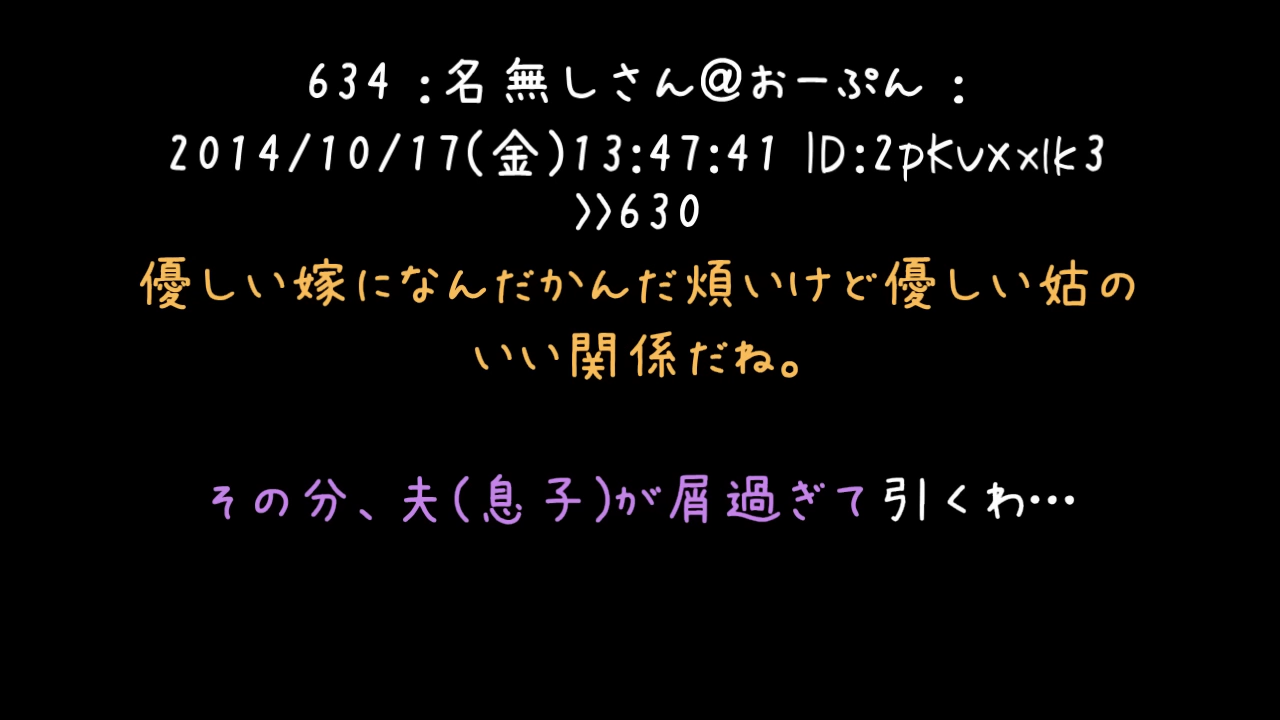 634 :名無しさん@おーぷん :
2014/10/17(金)13:47:41 ID:2pKvXxlk3
>>630
優しい嫁になんだかんだ煩いけど優しい姑の
いい関係だね。
その分、夫(息子)が屑過ぎて引くわ…